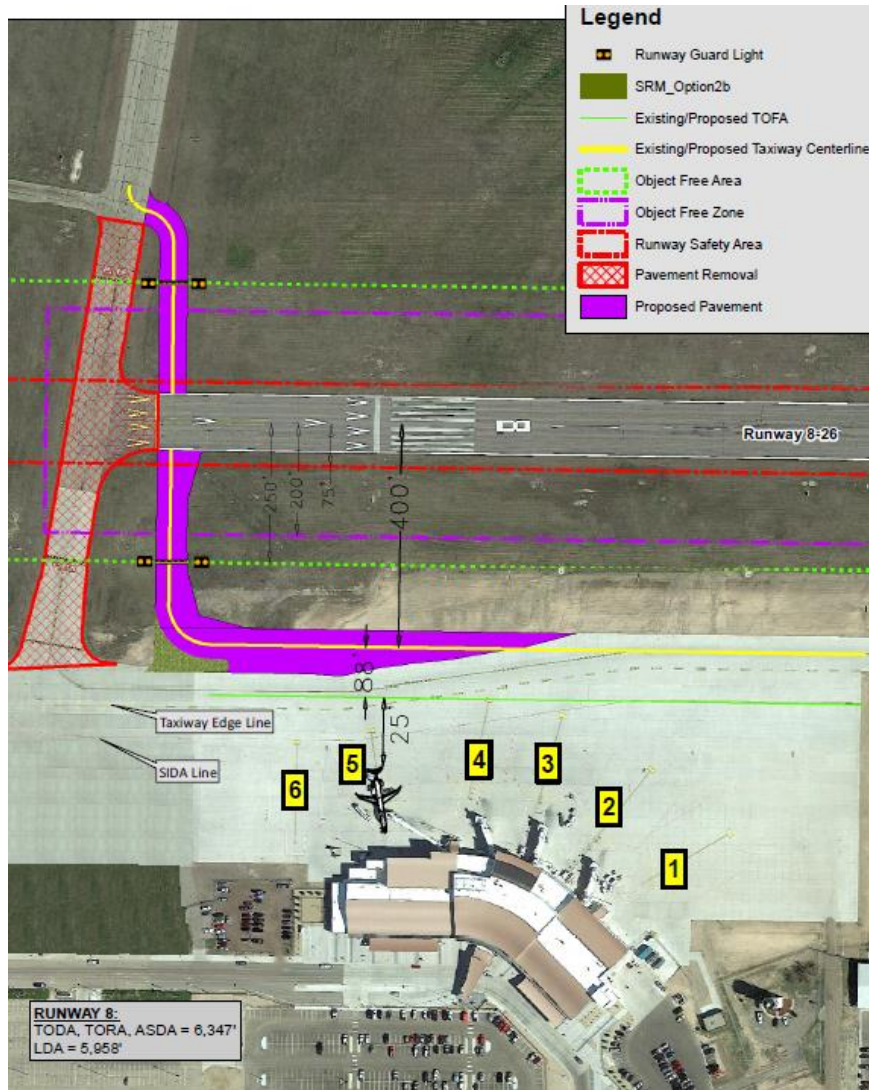 Legend
Runway Guard Light
SRM_Option2b
Existing/Proposed TOFA
Existing/Proposed Taxiway Centerline
Object Free Area
Object Free Zone
Runway Safety Area
Pavement Removal
Proposed Pavement
8
Runway 8-26
250'
200'
75'
400'
88
25
Taxiway Edge Line
SIDA Line
6
5
4
3
2
1
RUNWAY 8:
TODA, TORA, ASDA = 6,347'
LDA = 5,958'